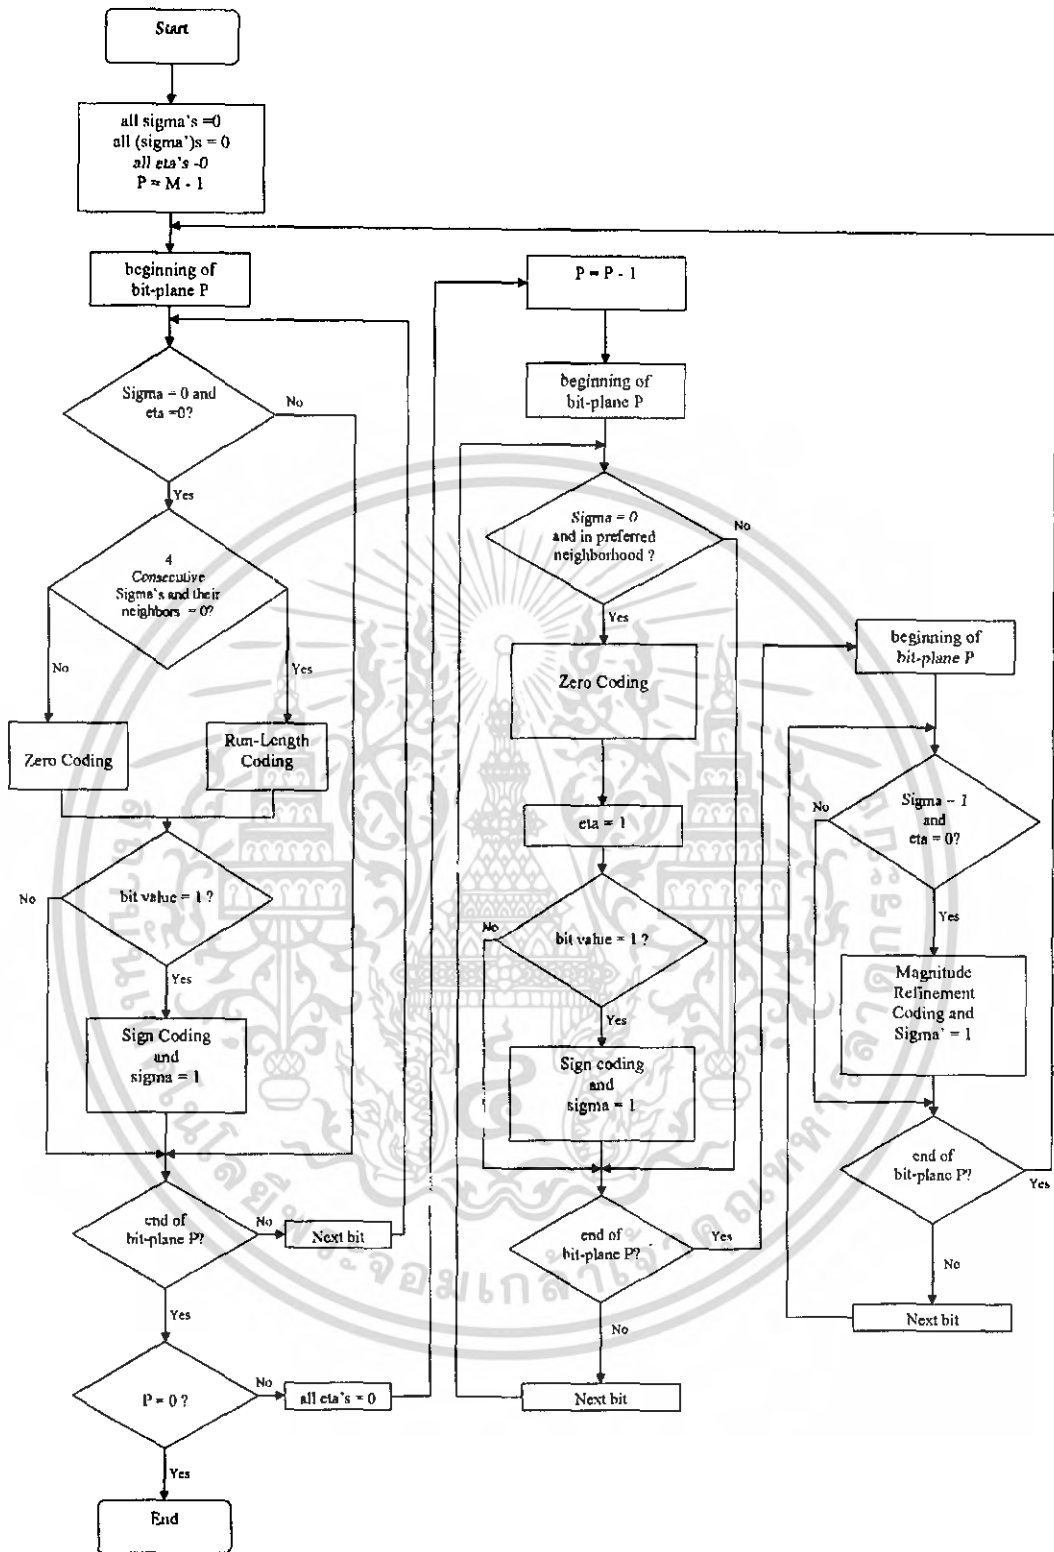 Start
all sigma's =0
all (sigma')s = 0
all eta's -0
P = M - 1
beginning of
bit-plane P
Sigma = 0 and
eta =0?
No
Yes
4
Consecutive
Sigma's and their
neighbors = 0?
No
Yes
Zero Coding
Run-Length
Coding
bit value = 1 ?
No
Yes
Sign Coding
and
sigma = 1
end of
bit-plane P?
No
Next bit
Yes
P = 0 ?
No
all eta's = 0
Yes
End
P = P - 1
beginning of
bit-plane P
Sigma = 0
and in preferred
neighborhood ?
No
Yes
Zero Coding
eta = 1
bit value = 1 ?
No
Yes
Sign coding
and
sigma = 1
end of
bit-plane P?
Yes
No
Next bit
beginning of
bit-plane P
Sigma - 1
and
eta = 0?
No
Yes
Magnitude
Refinement
Coding and
Sigma' = 1
end of
bit-plane P?
Yes
No
Next bit